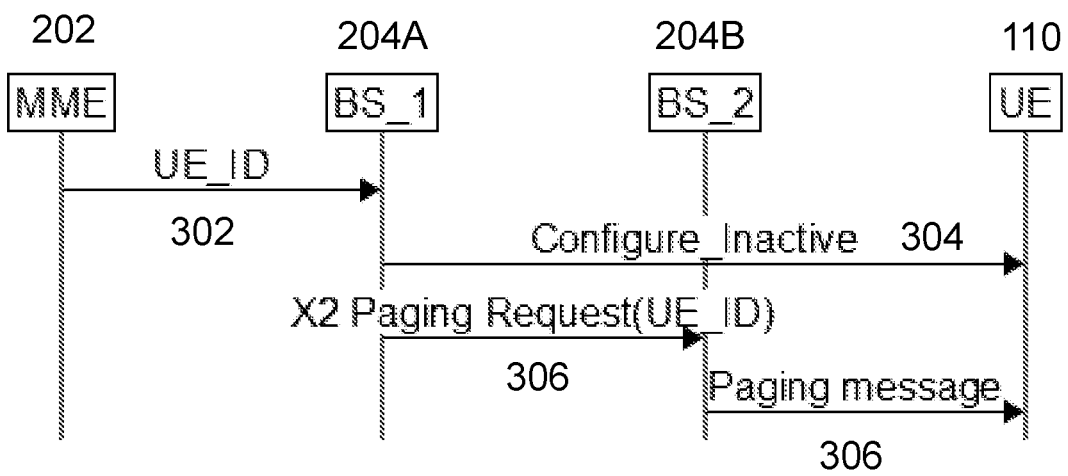 202 204A 204B 110
MME BS_1 BS_2 UE
UE_ID
302
Configure_Inactive 304
X2 Paging Request(UE_ID)
306
Paging message
306